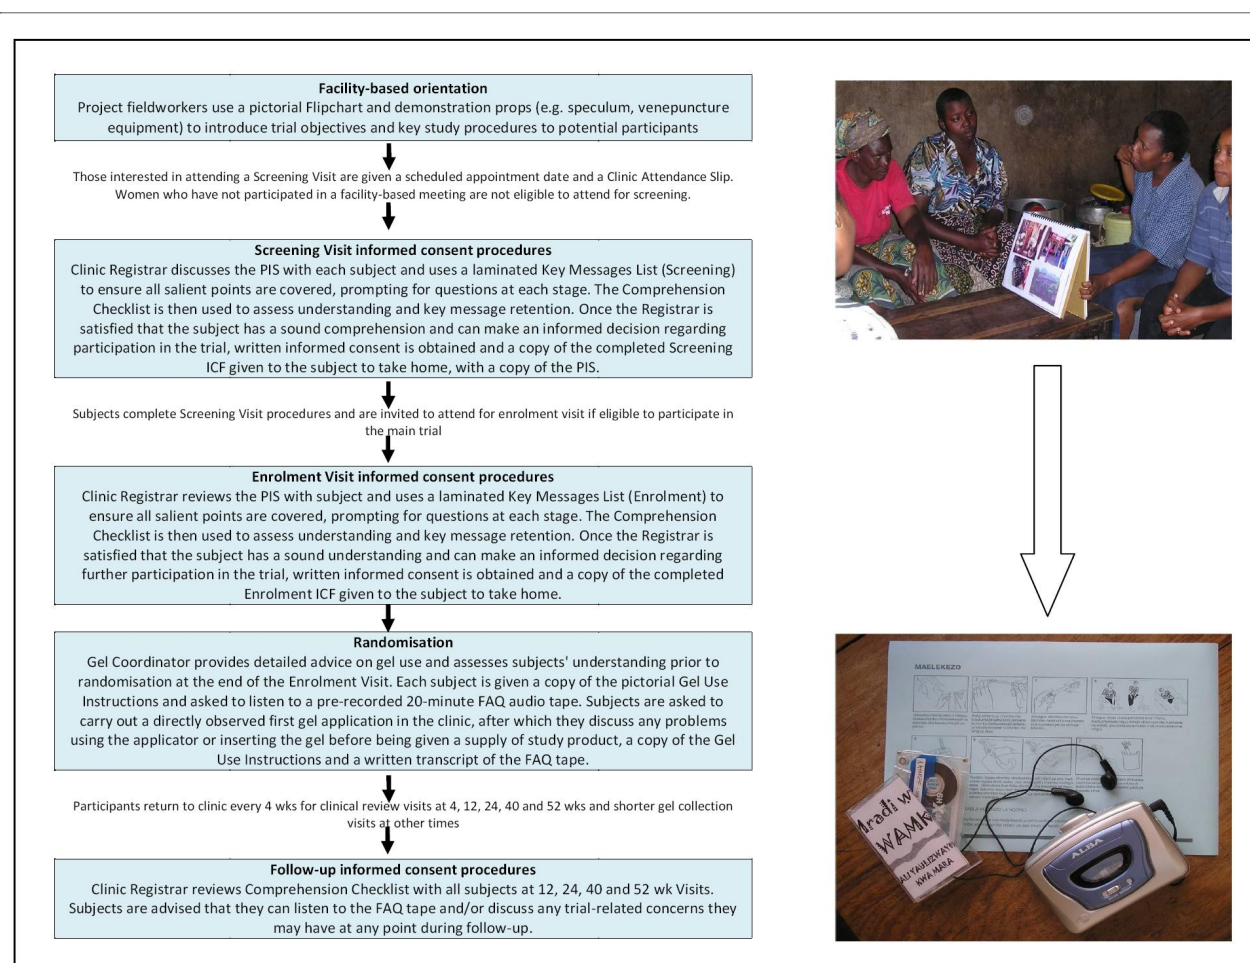 Facility-based orientation
Project fieldworkers use a pictorial Flipchart and demonstration props (e.g. speculum, venepuncture
equipment) to introduce trial objectives and key study procedures to potential participants
Those interested in attending a Screening Visit are given a scheduled appointment date and a Clinic Attendance Slip.
Women who have not participated in a facility-based meeting are not eligible to attend for screening.
Screening Visit informed consent procedures
Clinic Registrar discusses the PIS with each subject and uses a laminated Key Messages List (Screening)
to ensure all salient points are covered, prompting for questions at each stage. The Comprehension
Checklist is then used to assess understanding and key message retention. Once the Registrar is
satisfied that the subject has a sound comprehension and can make an informed decision regarding
participation in the trial, written informed consent is obtained and a copy of the completed Screening
ICF given to the subject to take home, with a copy of the PIS.
Subjects complete Screening Visit procedures and are invited to attend for enrolment visit if eligible to participate in
the main trial
Enrolment Visit informed consent procedures
Clinic Registrar reviews the PIS with subject and uses a laminated Key Messages List (Enrolment) to
ensure all salient points are covered, prompting for questions at each stage. The Comprehension
Checklist is then used to assess understanding and key message retention. Once the Registrar is
satisfied that the subject has a sound understanding and can make an informed decision regarding
further participation in the trial, written informed consent is obtained and a copy of the completed
Enrolment ICF given to the subject to take home.
Randomisation
Gel Coordinator provides detailed advice on gel use and assesses subjects' understanding prior to
randomisation at the end of the Enrolment Visit. Each subject is given a copy of the pictorial Gel Use
Instructions and asked to listen to a pre-recorded 20-minute FAQ audio tape. Subjects are asked to
carry out a directly observed first gel application in the clinic, after which they discuss any problems
using the applicator or inserting the gel before being given a supply of study product, a copy of the Gel
Use Instructions and a written transcript of the FAQ tape.
Participants return to clinic every 4 wks for clinical review visits at 4, 12, 24, 40 and 52 wks and shorter gel collection
visits at other times
Follow-up informed consent procedures
Clinic Registrar reviews Comprehension Checklist with all subjects at 12, 24, 40 and 52 wk Visits.
Subjects are advised that they can listen to the FAQ tape and/or discuss any trial-related concerns they
may have at any point during follow-up.
MAELEKEZO
Mradi w
WAMK
ALI YAULIZWAYO
KWA MARA
ALBA